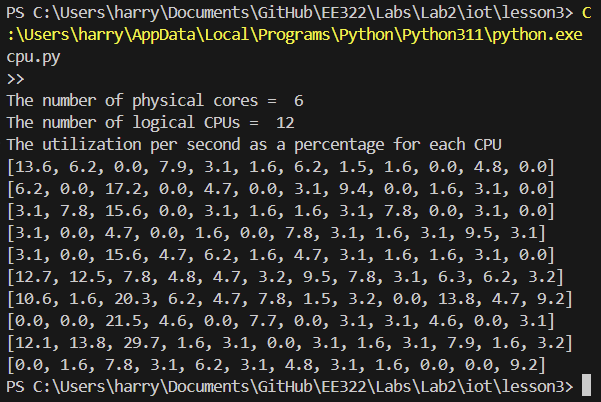 PS C:\Users\harry\Documents\GitHub\EE322\Labs\Lab2\iot\lesson3> C
:\Users\harry\AppData\Local\Programs\Python\Python311\python.exe
cpu.py
>>
The number of physical cores =  6
The number of logical CPUs =  12
The utilization per second as a percentage for each CPU
[13.6, 6.2, 0.0, 7.9, 3.1, 1.6, 6.2, 1.5, 1.6, 0.0, 4.8, 0.0]
[6.2, 0.0, 17.2, 0.0, 4.7, 0.0, 3.1, 9.4, 0.0, 1.6, 3.1, 0.0]
[3.1, 7.8, 15.6, 0.0, 3.1, 1.6, 1.6, 3.1, 7.8, 0.0, 3.1, 0.0]
[3.1, 0.0, 4.7, 0.0, 1.6, 0.0, 7.8, 3.1, 1.6, 3.1, 9.5, 3.1]
[3.1, 0.0, 15.6, 4.7, 6.2, 1.6, 4.7, 3.1, 1.6, 1.6, 3.1, 0.0]
[12.7, 12.5, 7.8, 4.8, 4.7, 3.2, 9.5, 7.8, 3.1, 6.3, 6.2, 3.2]
[10.6, 1.6, 20.3, 6.2, 4.7, 7.8, 1.5, 3.2, 0.0, 13.8, 4.7, 9.2]
[0.0, 0.0, 21.5, 4.6, 0.0, 7.7, 0.0, 3.1, 3.1, 4.6, 0.0, 3.1]
[12.1, 13.8, 29.7, 1.6, 3.1, 0.0, 3.1, 1.6, 3.1, 7.9, 1.6, 3.2]
[0.0, 1.6, 7.8, 3.1, 6.2, 3.1, 4.8, 3.1, 1.6, 0.0, 0.0, 9.2]
PS C:\Users\harry\Documents\GitHub\EE322\Labs\Lab2\iot\lesson3>